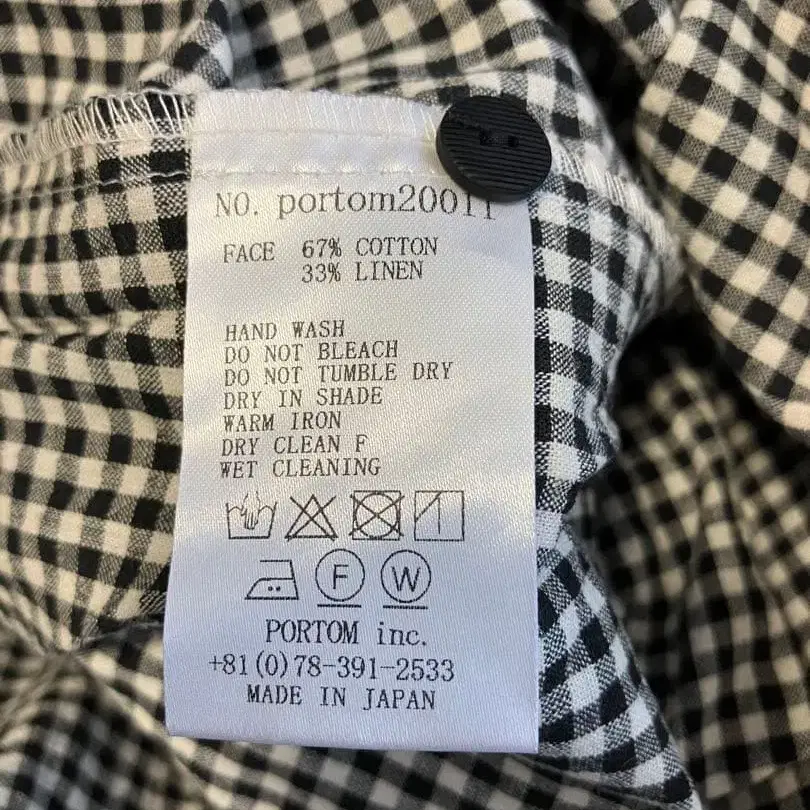 NO. portom20011
FACE 67% COTTON
33% LINEN
HAND WASH
DO NOT BLEACH
DO NOT TUMBLE DRY
DRY IN SHADE
WARM IRON
DRY CLEAN F
WET CLEANING
F W
PORTOM inc.
+81(0)78-391-2533
MADE IN JAPAN